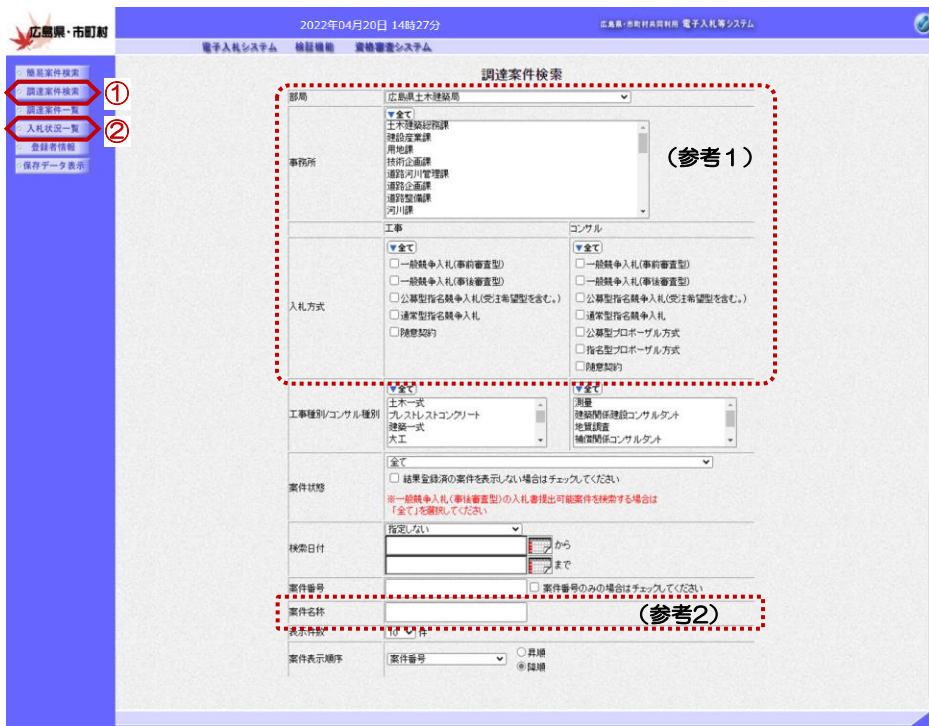 広島県・市町村
2022年04月20日 14時27分
広島県・市町村共同利用 電子入札等システム
電子入札システム 検証機能 資格審査システム
簡易案件検索
調達案件検索 ①
調達案件一覧
入札状況一覧 ②
登録者情報
保存データ表示
調達案件検索
部局 広島県土木建築局
事務所
▼全て
土木建築総務課
建設産業課
用地課
技術企画課
道路河川管理課
道路企画課
道路整備課
河川課
(参考1)
工事 コンサル
入札方式
▼全て
一般競争入札(事前審査型)
一般競争入札(事後審査型)
公募型指名競争入札(受注希望型を含む。)
通常型指名競争入札
随意契約
▼全て
一般競争入札(事前審査型)
一般競争入札(事後審査型)
公募型指名競争入札(受注希望型を含む。)
通常型指名競争入札
公募型プロポーザル方式
指名型プロポーザル方式
随意契約
工事種別/コンサル種別
▼全て
土木一式
プレストレストコンクリート
建築一式
大工
▼全て
測量
建築関係建設コンサルタント
地質調査
補償関係コンサルタント
案件状態
全て
結果登録済の案件を表示しない場合はチェックしてください
※一般競争入札(事後審査型)の入札書提出可能案件を検索する場合は
「全て」を選択してください
検索日付
指定しない
から
まで
案件番号 案件番号のみの場合はチェックしてください
案件名称 (参考2)
表示件数 10 件
案件表示順序 案件番号
昇順
降順